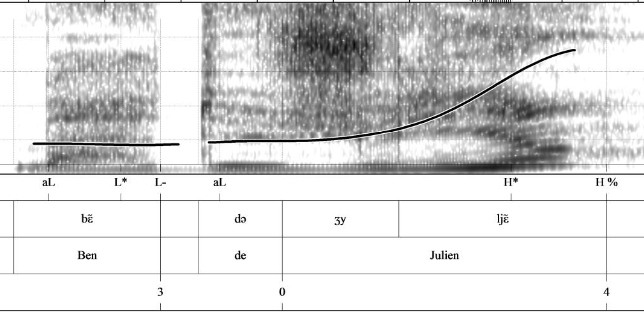 aL L* L- aL H* H %
bɛ̃ də ʒy ljɛ̃
Ben de Julien
3 0 4